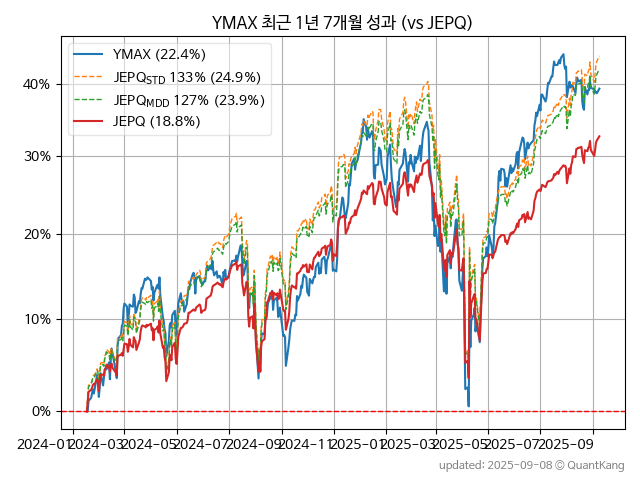 YMAX 최근 1년 7개월 성과 (vs JEPQ)
YMAX (22.4%)
JEPQSTD 133% (24.9%)
JEPQMDD 127% (23.9%)
JEPQ (18.8%)
40%
30%
20%
10%
0%
2024-01 2024-03 2024-05 2024-07 2024-09 2024-11 2025-01 2025-03 2025-05 2025-07 2025-09
updated: 2025-09-08 © QuantKang